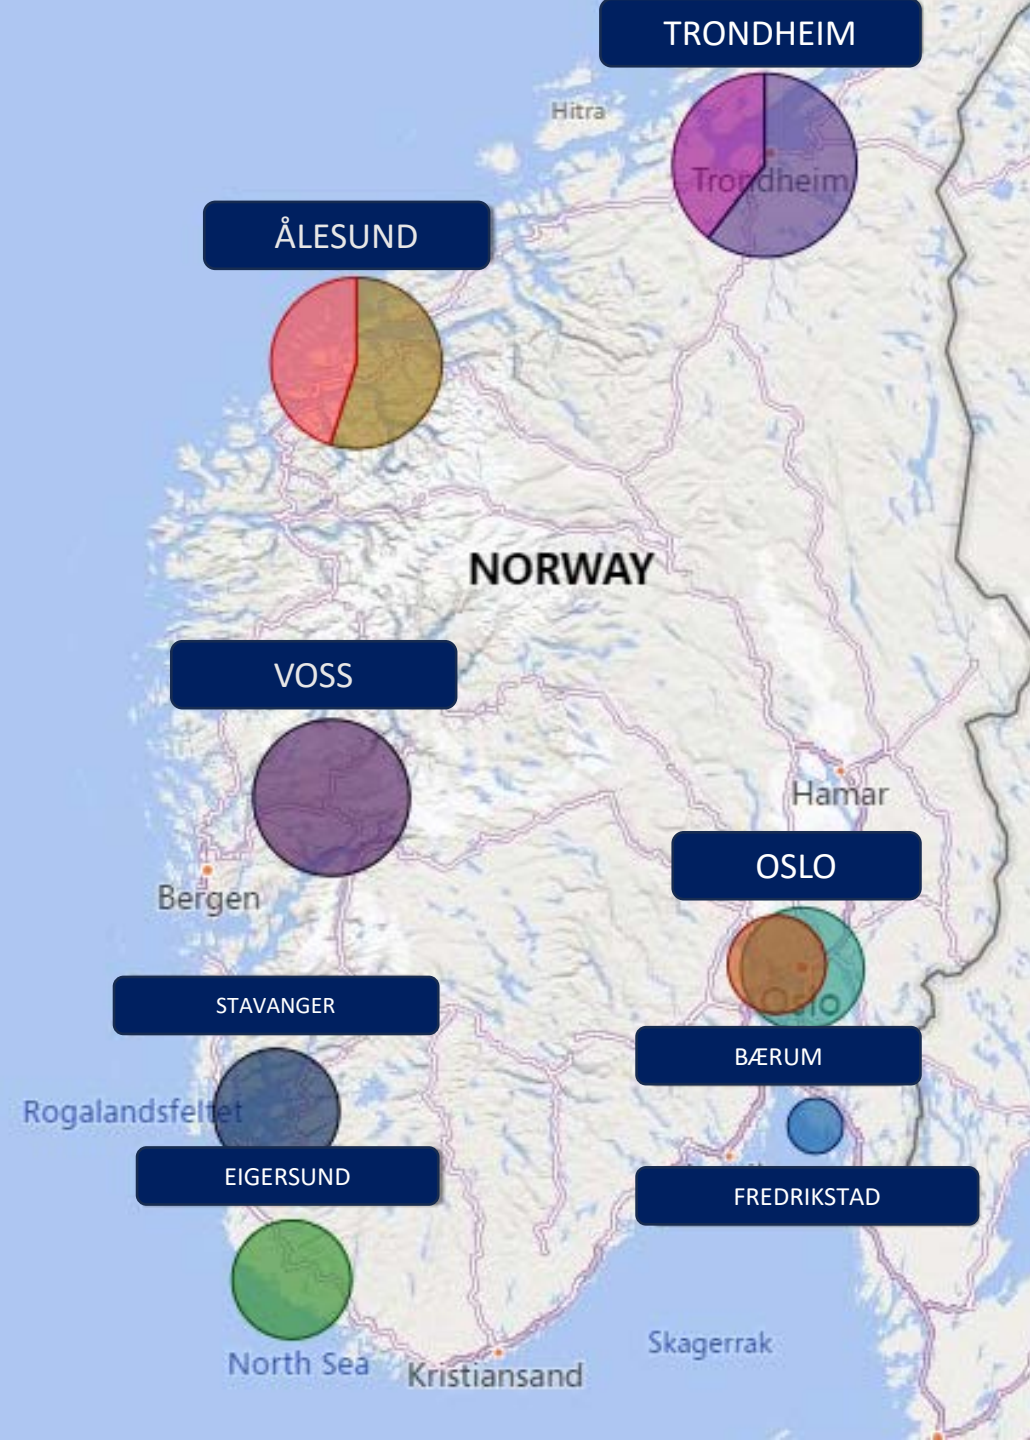 TRONDHEIM
Hitra
Trondheim
ÅLESUND
NORWAY
VOSS
Hamar
OSLO
Bergen
Oslo
STAVANGER
BÆRUM
Rogalandsfeltet
EIGERSUND
FREDRIKSTAD
Skagerrak
North Sea
Kristiansand